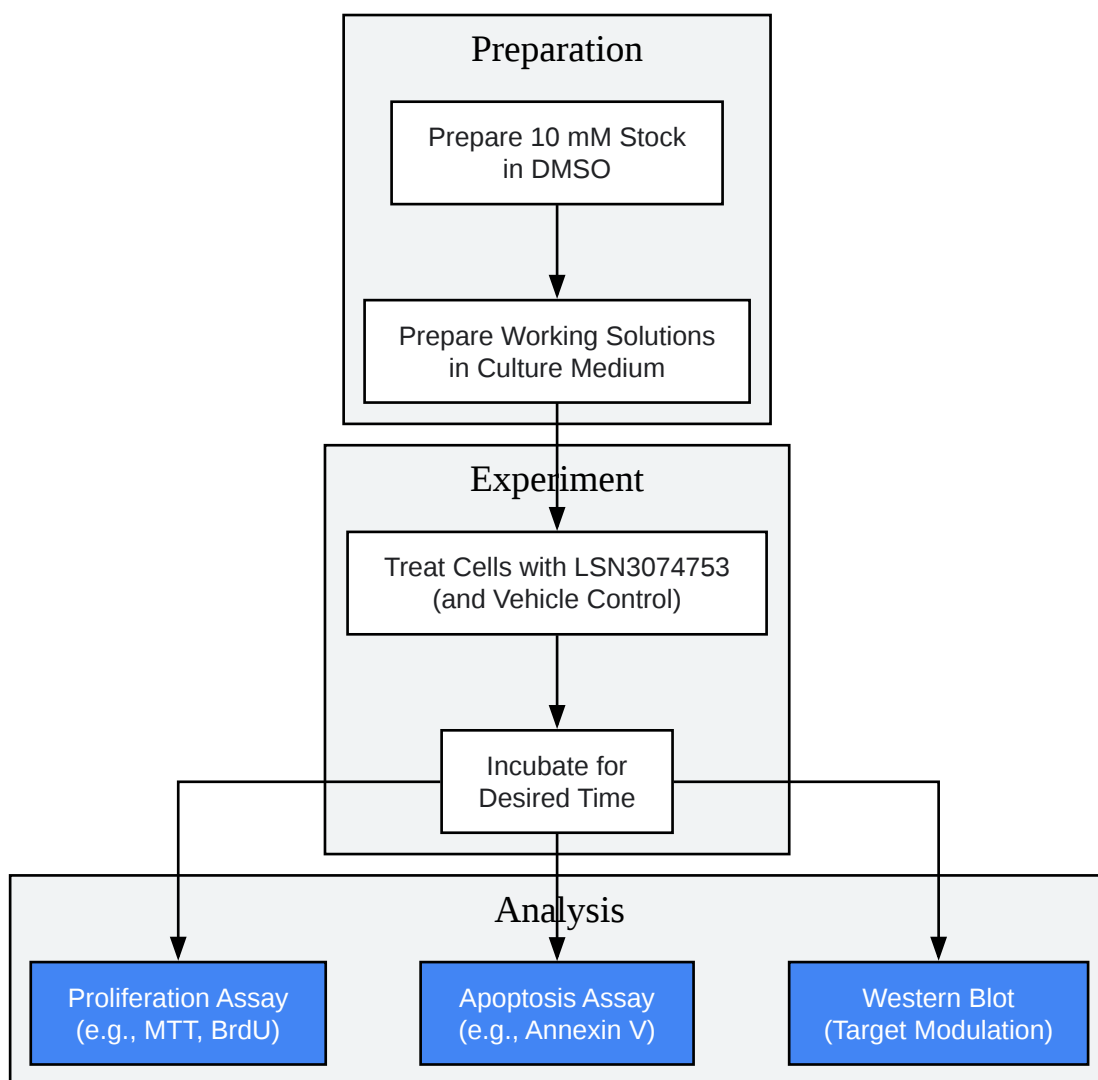 Preparation
Prepare 10 mM Stock
in DMSO
Prepare Working Solutions
in Culture Medium
Experiment
Treat Cells with LSN3074753
(and Vehicle Control)
Incubate for
Desired Time
Analysis
Proliferation Assay
(e.g., MTT, BrdU)
Apoptosis Assay
(e.g., Annexin V)
Western Blot
(Target Modulation)